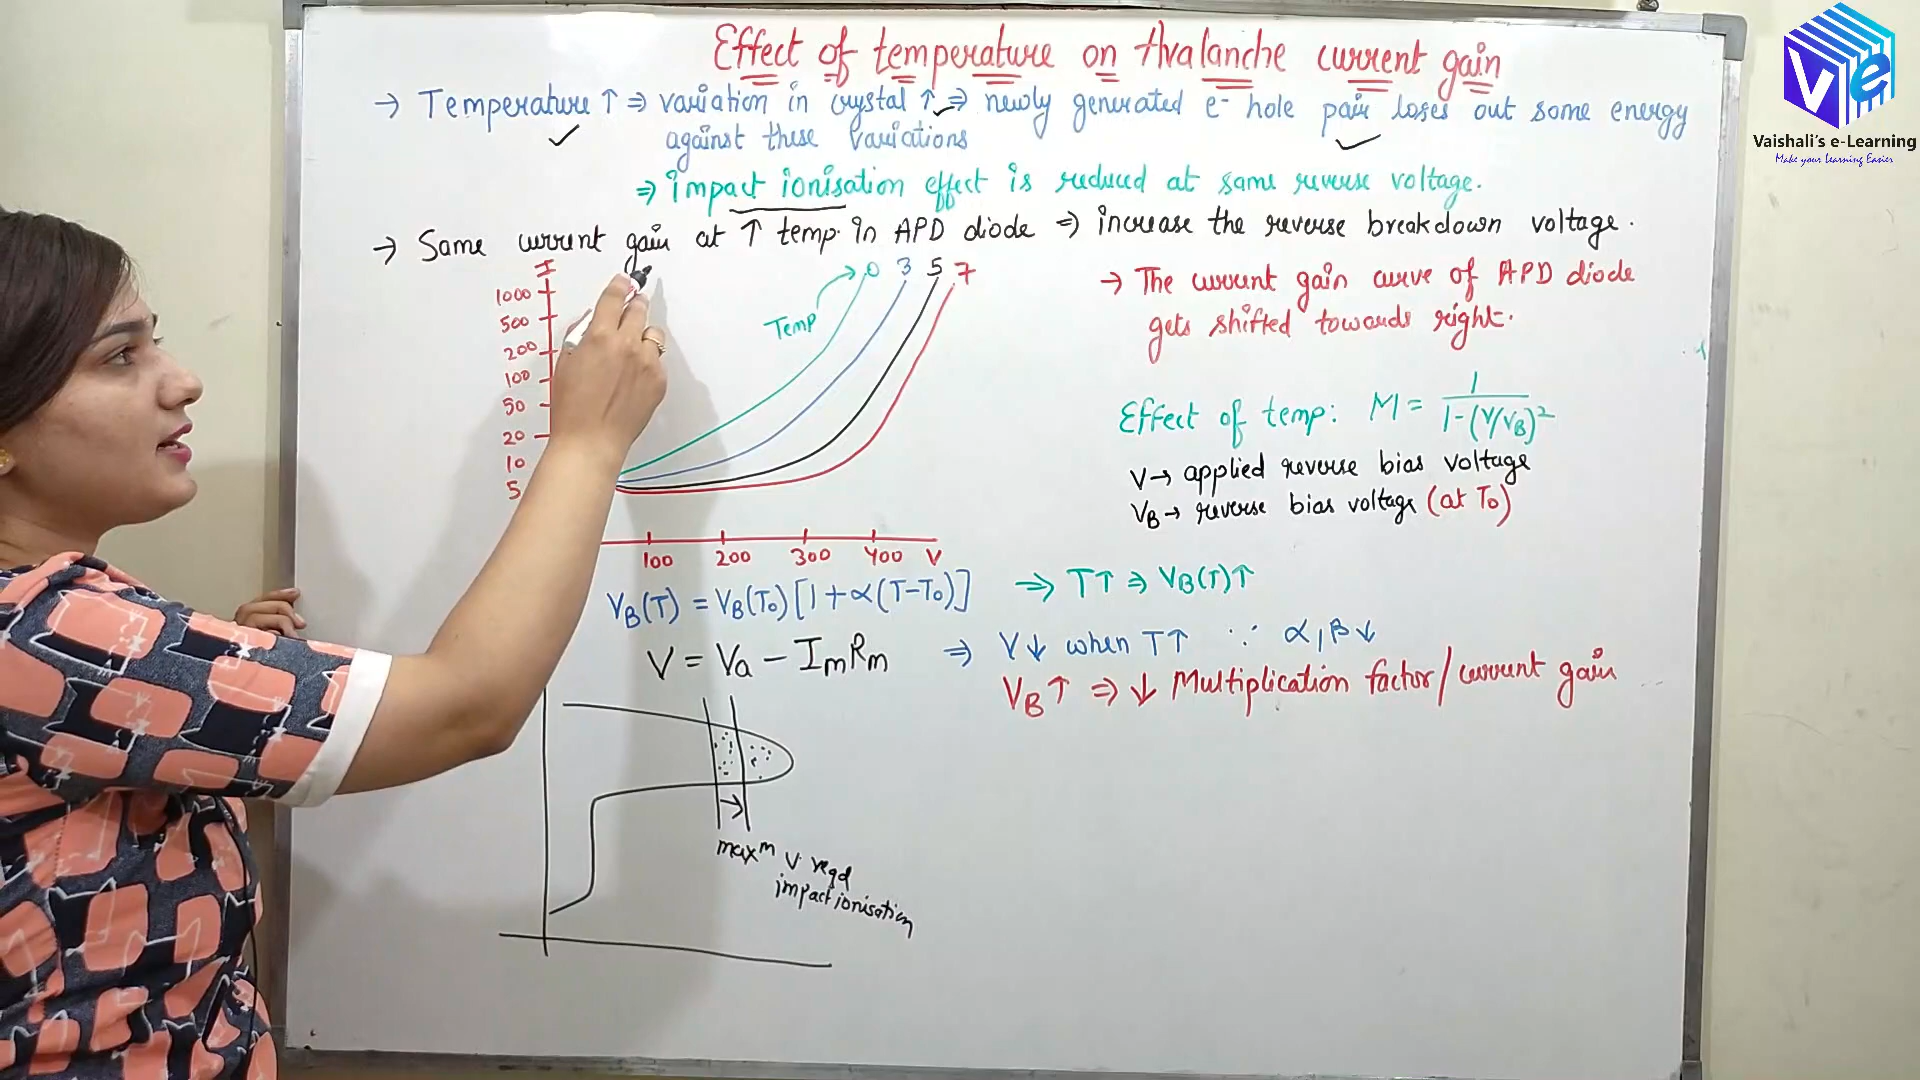 Effect of temperature on Avalanche current gain
→ Temperature ↑ ⇒ variation in crystal ↑ ⇒ newly generated e⁻ hole pair loses out some energy
against these variations
⇒ impact ionisation effect is reduced at same reverse voltage.
→ Same current gain at ↑ temp. in APD diode ⇒ increase the reverse breakdown voltage.
I
1000
500
200
100
50
20
10
5
Temp
0 3 5 7
100 200 300 400 V
→ The current gain curve of APD diode
gets shifted towards right.
Effect of temp: M = 1/(1-(V/VB)²)
V → applied reverse bias voltage
VB → reverse bias voltage (at T0)
VB(T) = VB(T0) [1 + α(T-T0)] ⇒ T↑ ⇒ VB(T)↑
V = Va - ImRm ⇒ V↓ when T↑ ∵ α, β↓
VB↑ ⇒ ↓ Multiplication factor/current gain
maxᵐ V reqd
impact ionisation
Ve
Vaishali's e-Learning
Make your Learning Easier